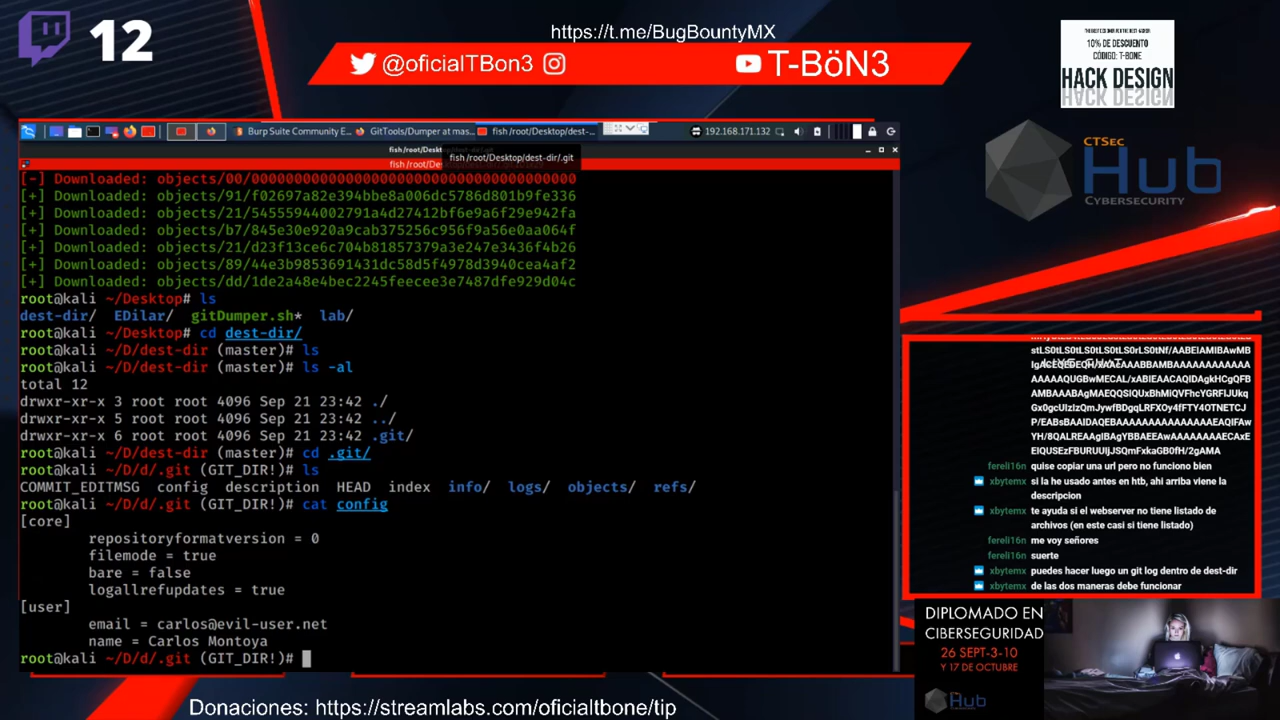 12
https://t.me/BugBountyMX
@oficialTBon3
T-BöN3
10% DE DESCUENTO
CÓDIGO: T-BONE
HACK DESIGN
CTSec
Hub
CYBERSECURITY
Burp Suite Community E...
GitTools/Dumper at mas...
fish /root/Desktop/dest-...
192.168.171.132
fish /root/Desktop/dest-dir/.git
[-] Downloaded: objects/00/00000000000000000000000000000000000000
[+] Downloaded: objects/91/f02697a82e394bbe8a006dc5786d801b9fe336
[+] Downloaded: objects/21/54555944002791a4d27412bf6e9a6f29e942fa
[+] Downloaded: objects/b7/845e30e920a9cab375256c956f9a56e0aa064f
[+] Downloaded: objects/21/d23f13ce6c704b81857379a3e247e3436f4b26
[+] Downloaded: objects/89/44e3b9853691431dc58d5f4978d3940cea4af2
[+] Downloaded: objects/dd/1de2a48e4bec2245feecee3e7487dfe929d04c
root@kali ~/Desktop# ls
dest-dir/ EDilar/ gitDumper.sh* lab/
root@kali ~/Desktop# cd dest-dir/
root@kali ~/D/dest-dir (master)# ls
root@kali ~/D/dest-dir (master)# ls -al
total 12
drwxr-xr-x 3 root root 4096 Sep 21 23:42 ./
drwxr-xr-x 5 root root 4096 Sep 21 23:42 ../
drwxr-xr-x 6 root root 4096 Sep 21 23:42 .git/
root@kali ~/D/dest-dir (master)# cd .git/
root@kali ~/D/d/.git (GIT_DIR!)# ls
COMMIT_EDITMSG config description HEAD index info/ logs/ objects/ refs/
root@kali ~/D/d/.git (GIT_DIR!)# cat config
[core]
repositoryformatversion = 0
filemode = true
bare = false
logallrefupdates = true
[user]
email = carlos@evil-user.net
name = Carlos Montoya
root@kali ~/D/d/.git (GIT_DIR!)#
fereli16n quise copiar una url pero no funciono bien
xbytemx si la he usado antes en htb, ahi arriba viene la
descripcion
xbytemx te ayuda si el webserver no tiene listado de
archivos (en este caso si tiene listado)
fereli16n me voy señores
fereli16n suerte
xbytemx puedes hacer luego un git log dentro de dest-dir
xbytemx de las dos maneras debe funcionar
DIPLOMADO EN
CIBERSEGURIDAD
26 SEPT-3-10
Y 17 DE OCTUBRE
Hub
Donaciones: https://streamlabs.com/oficialtbone/tip